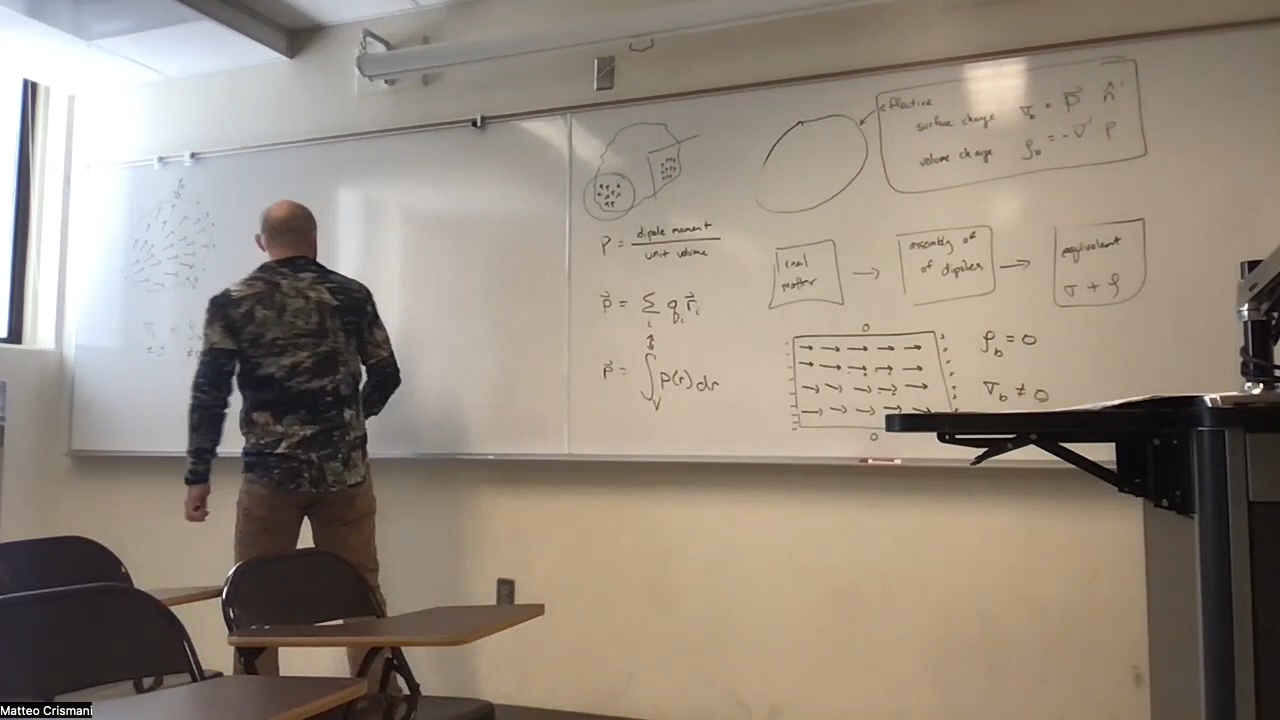 effective
surface charge σb = P⃗ n̂'
volume charge ρb = -∇' P
P = dipole moment / unit volume
p⃗ = Σ qᵢ r⃗ᵢ
i
p⃗ = ∫ P(r) dr
V
real
matter
→
assembly of
of dipoles
→
equivalent
σ + ρ
0
ρb = 0
σb ≠ 0
0
Matteo Crismani